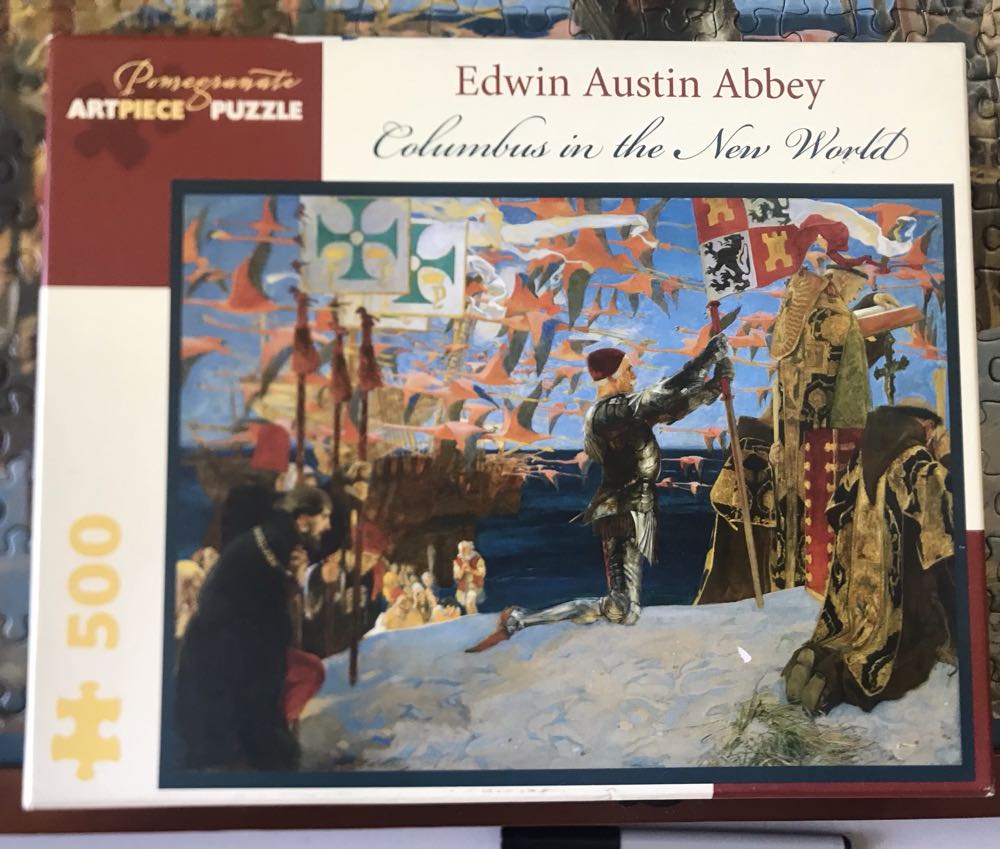 Pomegranate
ARTPIECE PUZZLE
Edwin Austin Abbey
Columbus in the New World
500